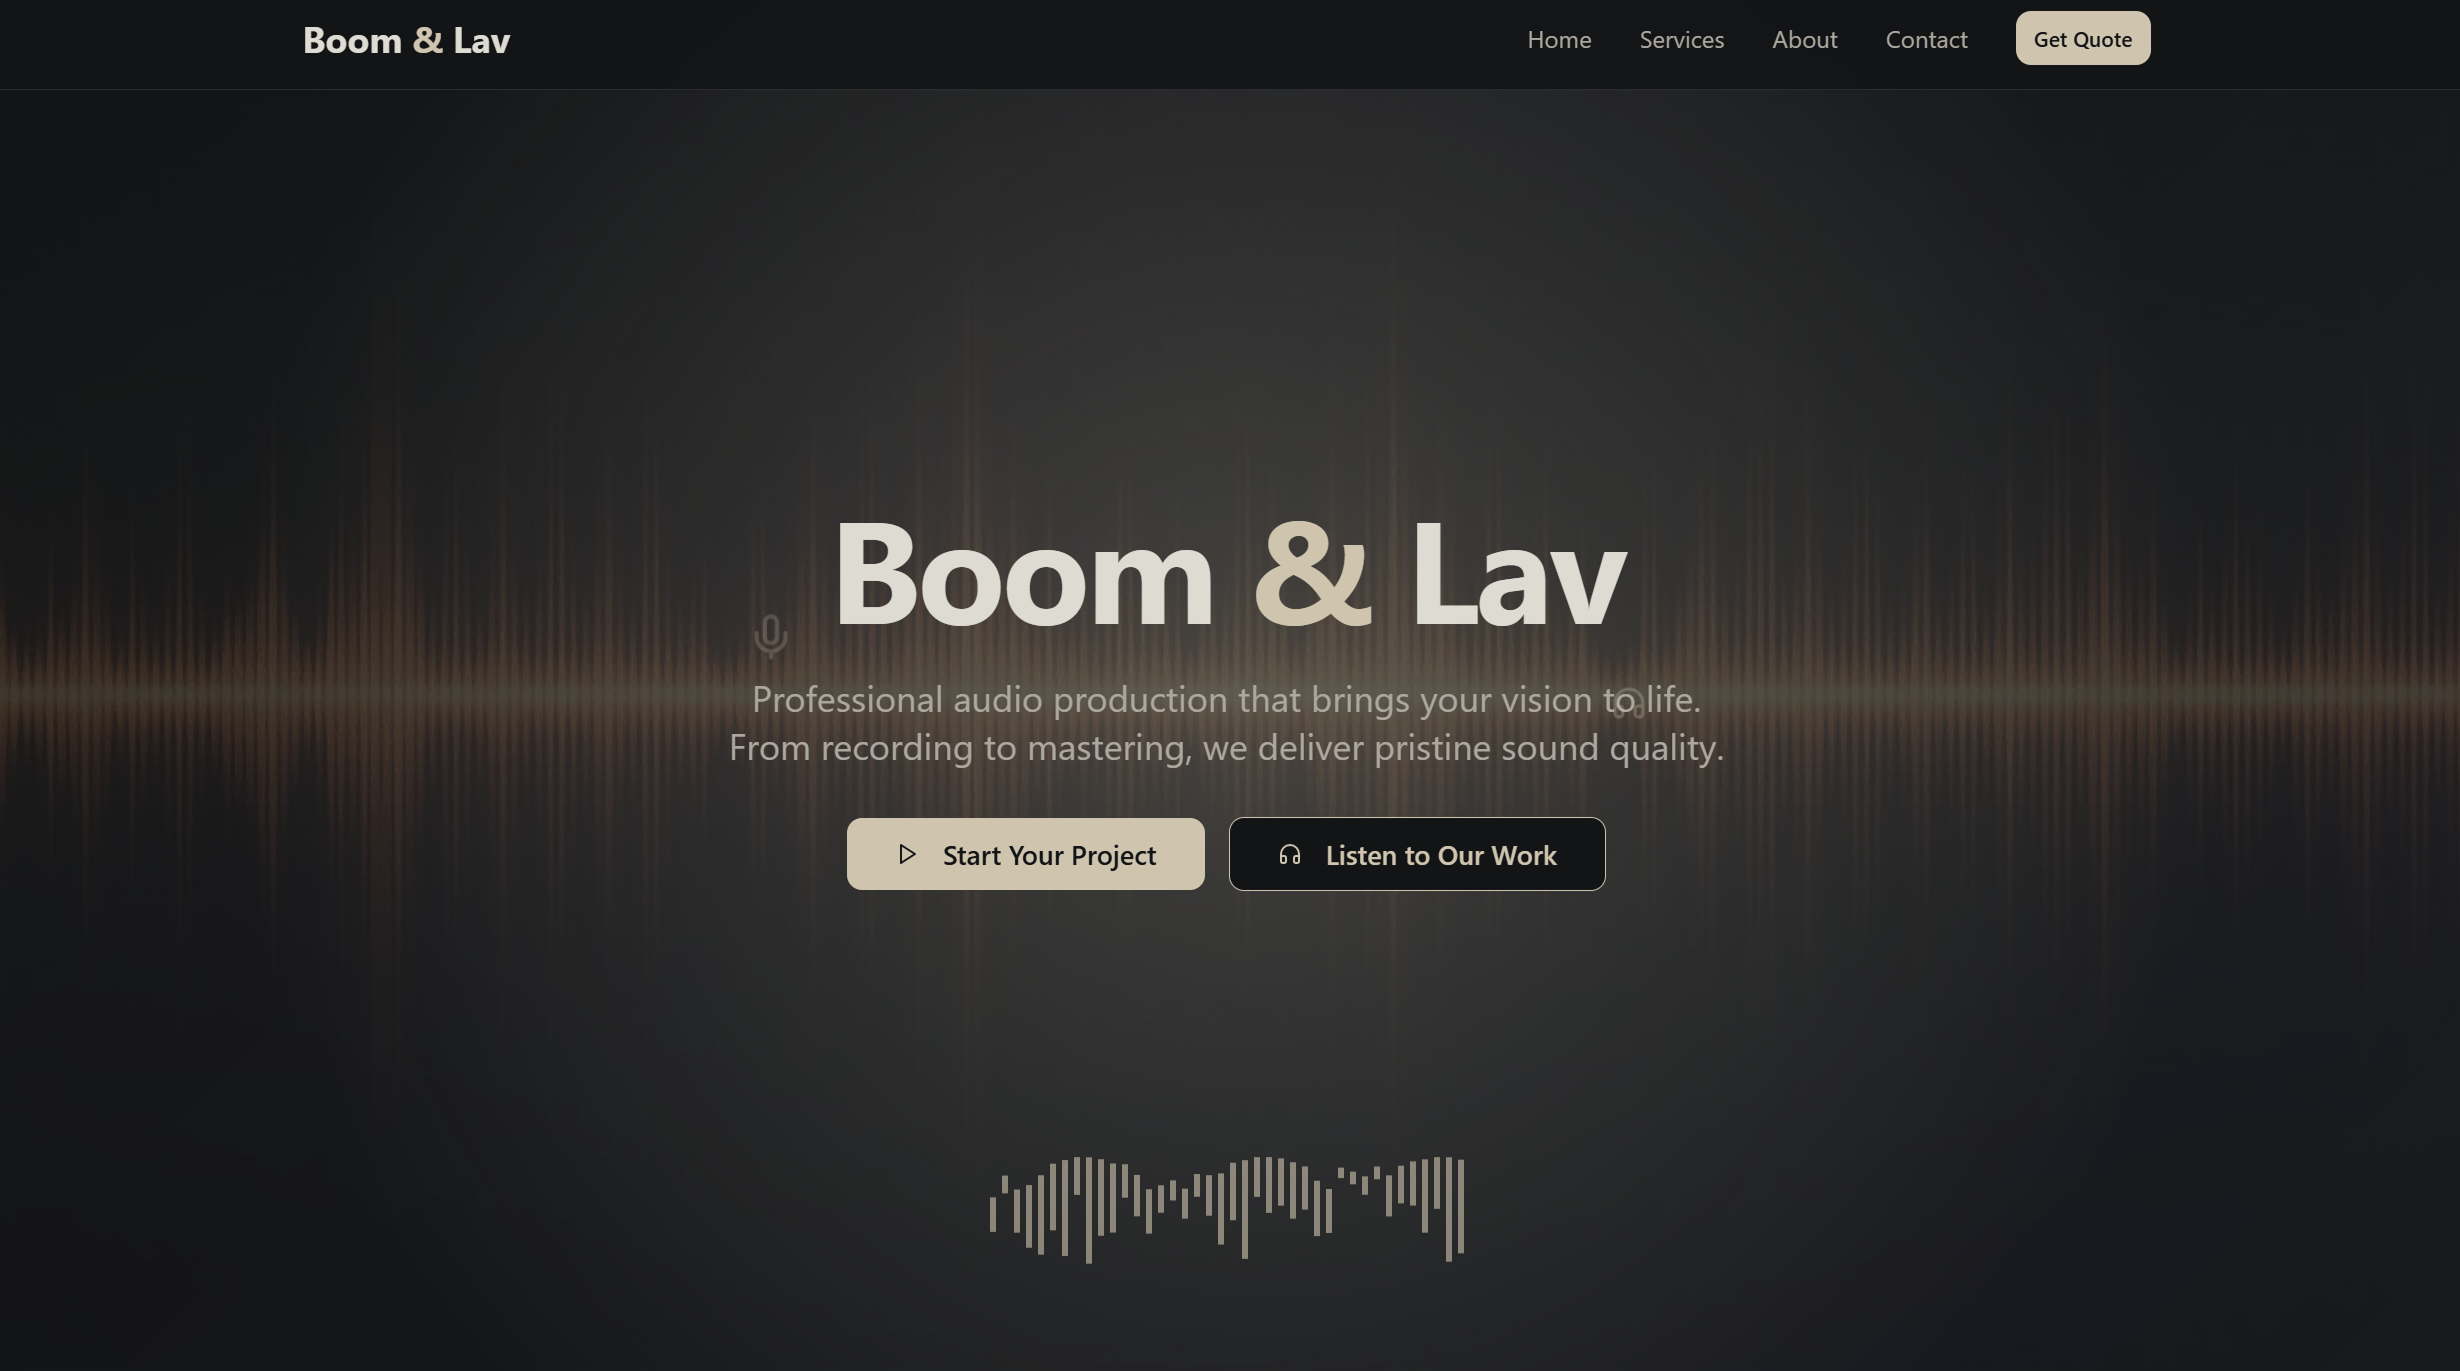 Boom & Lav
Home Services About Contact Get Quote
Boom & Lav
Professional audio production that brings your vision to life.
From recording to mastering, we deliver pristine sound quality.
Start Your Project
Listen to Our Work